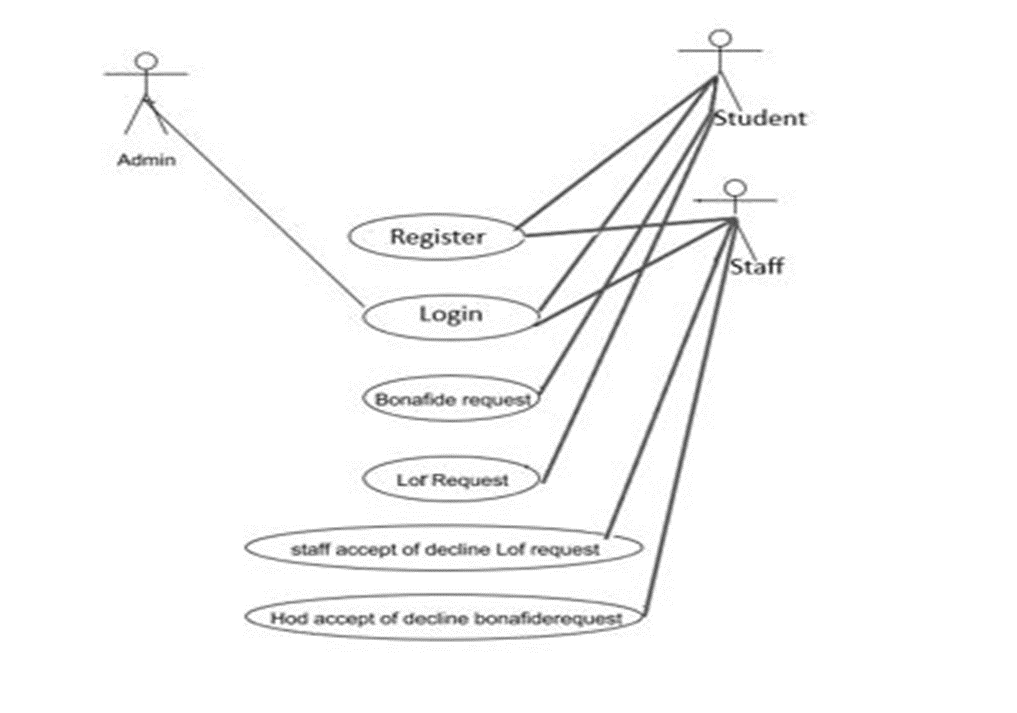 Student
Admin
Register
Staff
Login
Bonafide request
Lof Request
staff accept of decline Lof request
Hod accept of decline bonafiderequest